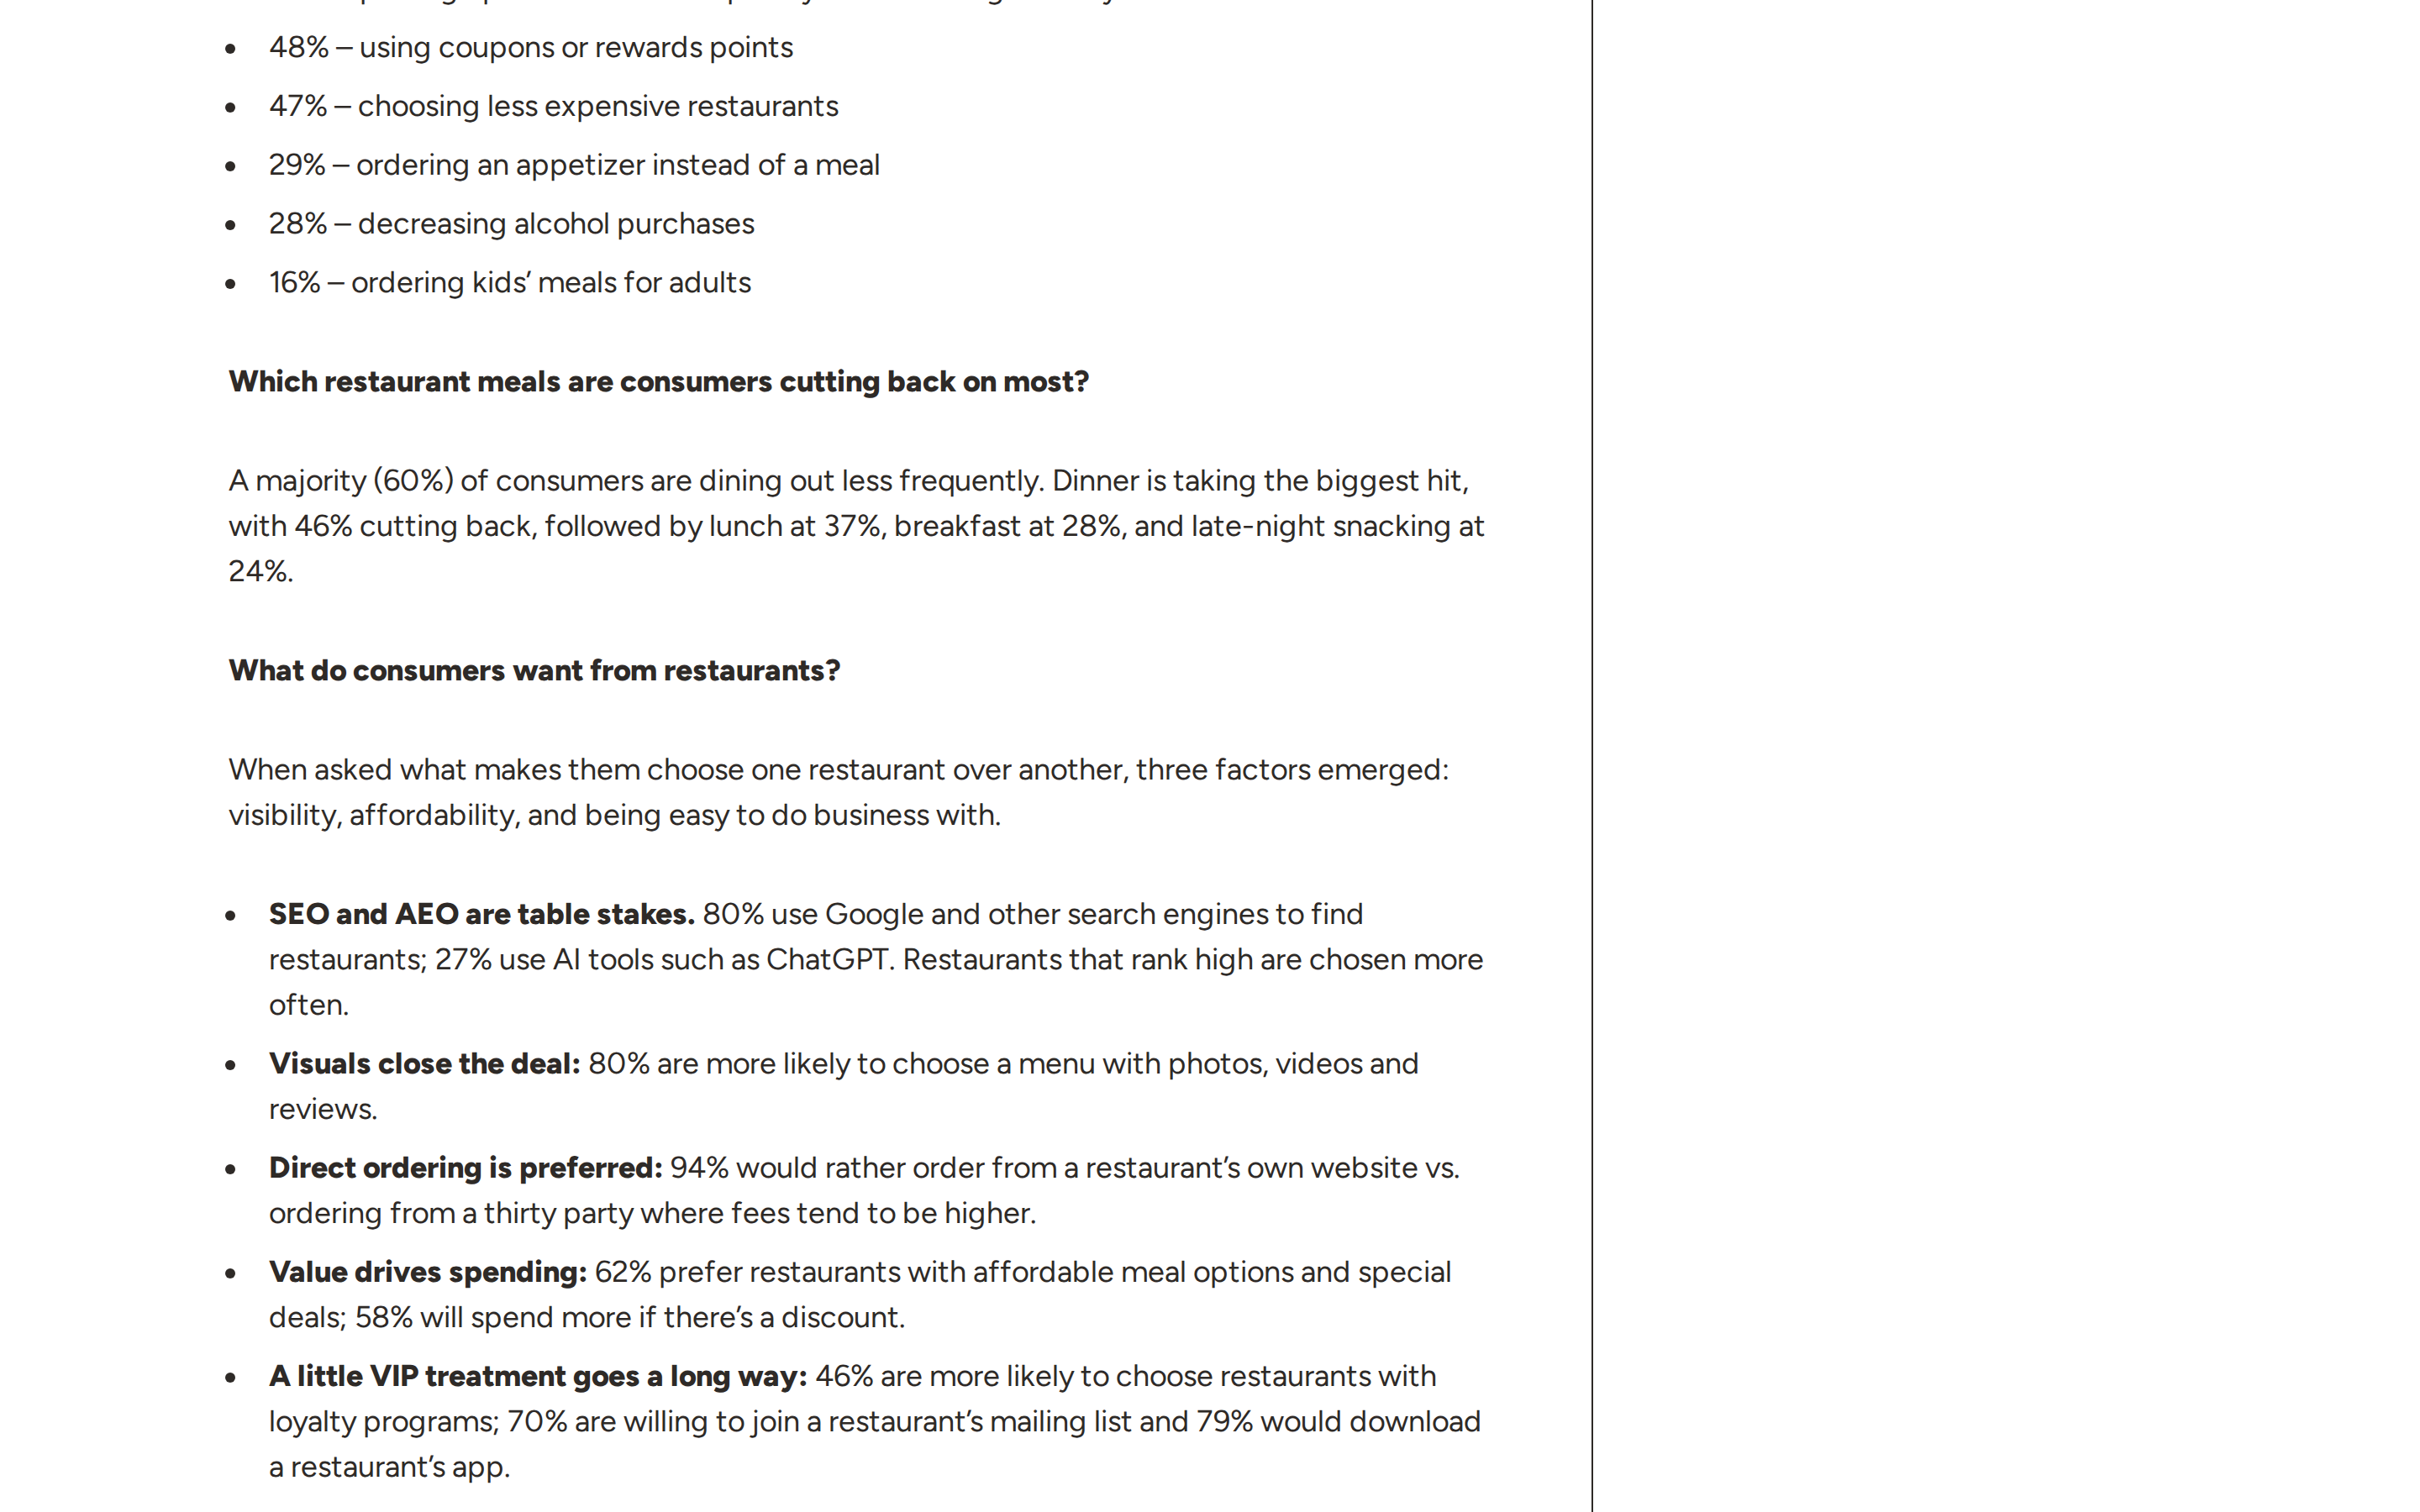 • 48% – using coupons or rewards points
• 47% – choosing less expensive restaurants
• 29% – ordering an appetizer instead of a meal
• 28% – decreasing alcohol purchases
• 16% – ordering kids’ meals for adults
Which restaurant meals are consumers cutting back on most?
A majority (60%) of consumers are dining out less frequently. Dinner is taking the biggest hit,
with 46% cutting back, followed by lunch at 37%, breakfast at 28%, and late-night snacking at
24%.
What do consumers want from restaurants?
When asked what makes them choose one restaurant over another, three factors emerged:
visibility, affordability, and being easy to do business with.
• SEO and AEO are table stakes. 80% use Google and other search engines to find
restaurants; 27% use AI tools such as ChatGPT. Restaurants that rank high are chosen more
often.
• Visuals close the deal: 80% are more likely to choose a menu with photos, videos and
reviews.
• Direct ordering is preferred: 94% would rather order from a restaurant’s own website vs.
ordering from a thirty party where fees tend to be higher.
• Value drives spending: 62% prefer restaurants with affordable meal options and special
deals; 58% will spend more if there’s a discount.
• A little VIP treatment goes a long way: 46% are more likely to choose restaurants with
loyalty programs; 70% are willing to join a restaurant’s mailing list and 79% would download
a restaurant’s app.